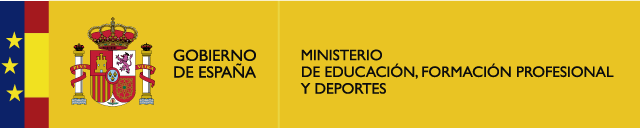 GOBIERNO
DE ESPAÑA
MINISTERIO
DE EDUCACIÓN, FORMACIÓN PROFESIONAL
Y DEPORTES